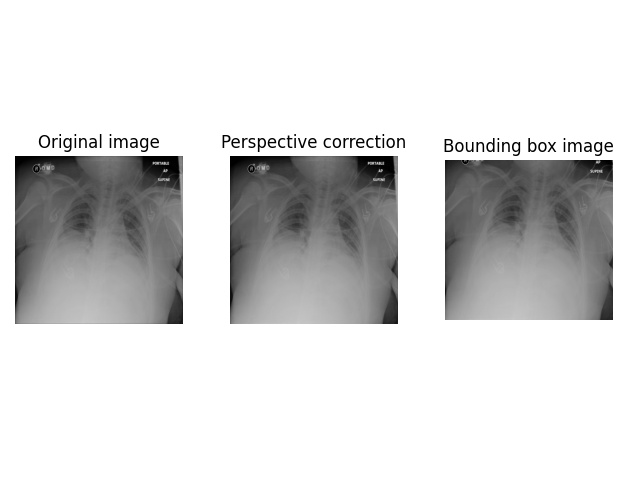 Original image
Perspective correction
Bounding box image
PORTABLE
AP
SUPINE
PORTABLE
AP
SUPINE
AP
SUPINE